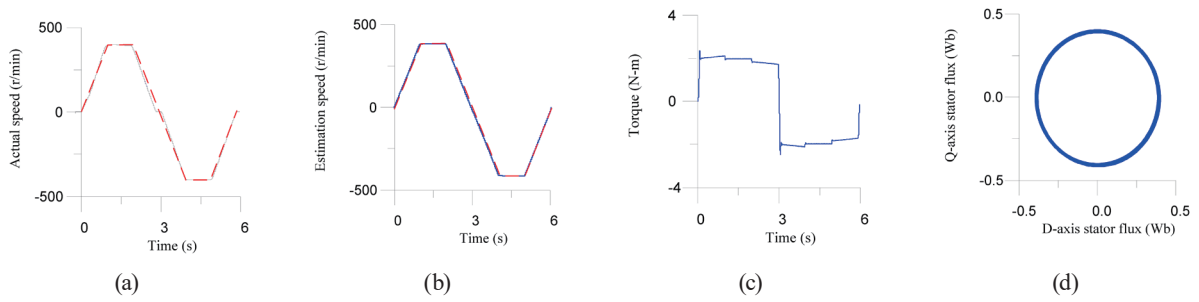 500
0
-500
Actual speed (r/min)
0
3
6
Time (s)
(a)
500
0
-500
Estimation speed (r/min)
0
3
6
Time (s)
(b)
4
0
-4
Torque (N-m)
0
3
6
Time (s)
(c)
0.5
0.0
-0.5
Q-axis stator flux (Wb)
-0.5
0.0
0.5
D-axis stator flux (Wb)
(d)